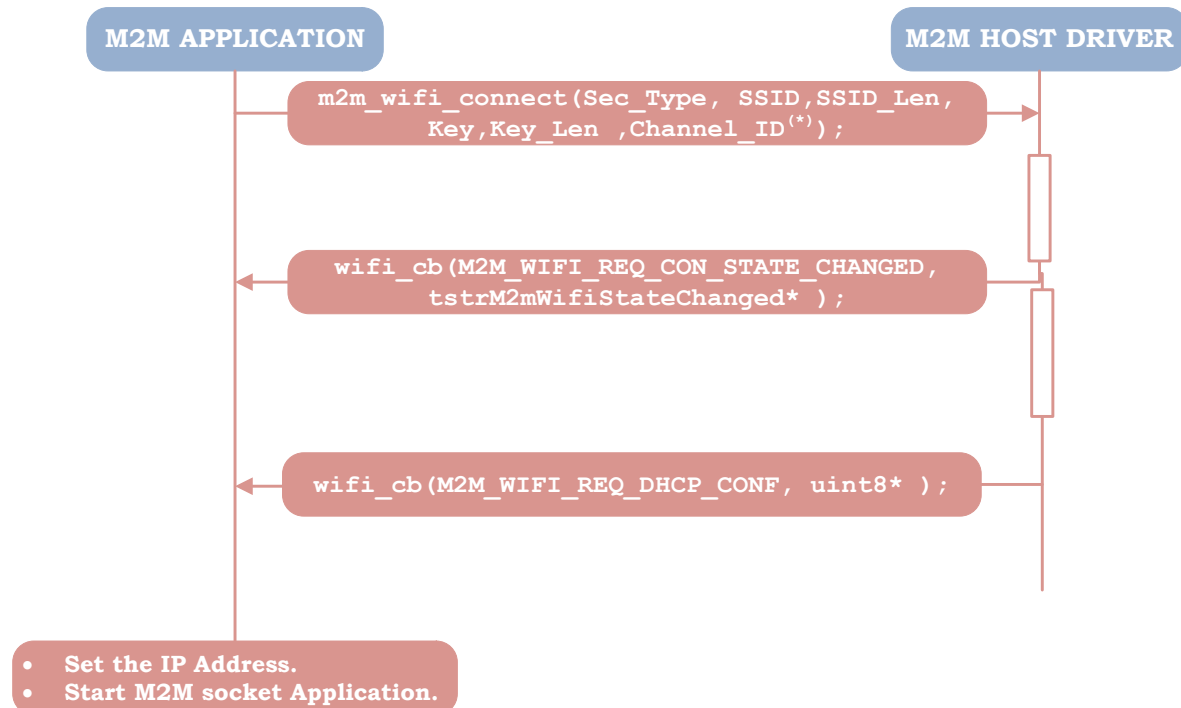 M2M APPLICATION
M2M HOST DRIVER
m2m_wifi_connect(Sec_Type, SSID,SSID_Len,
Key,Key_Len ,Channel_ID(*));
wifi_cb(M2M_WIFI_REQ_CON_STATE_CHANGED,
tstrM2mWifiStateChanged* );
wifi_cb(M2M_WIFI_REQ_DHCP_CONF, uint8* );
• Set the IP Address.
• Start M2M socket Application.